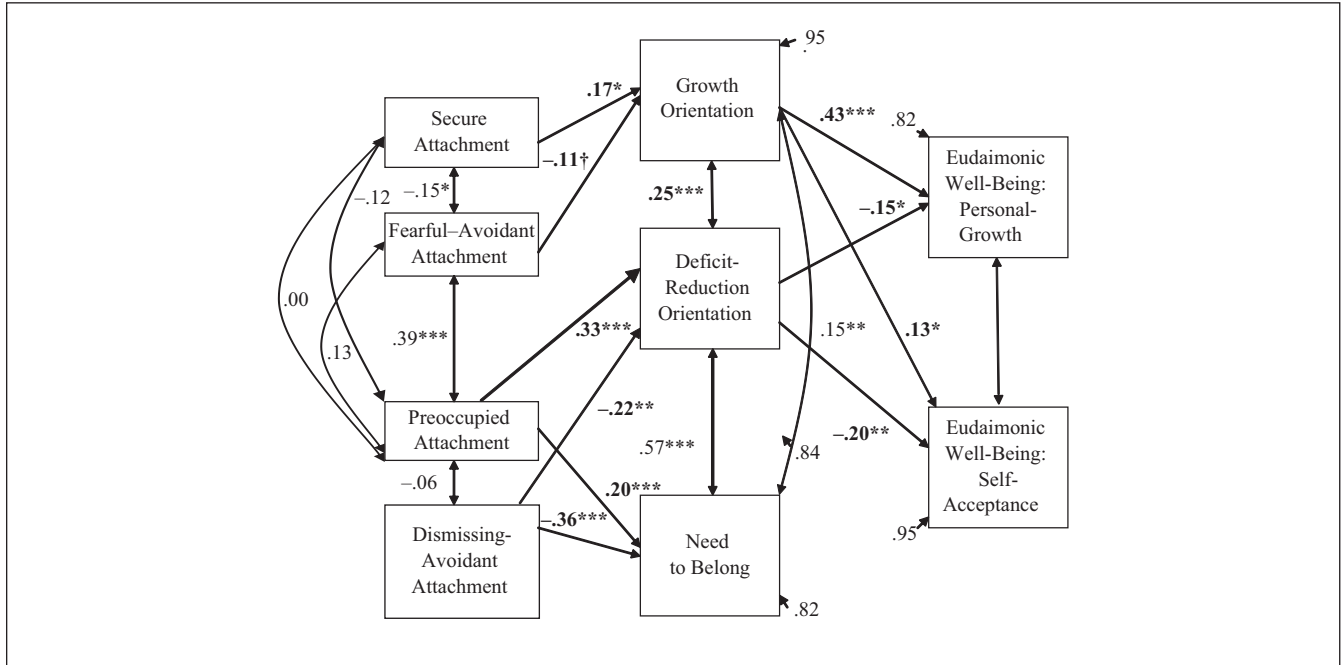 .95
.17*
Growth
Orientation
.43***
.82
Secure
Attachment
–.11†
Eudaimonic
Well-Being:
Personal-
Growth
–.12
–.15*
.25***
–.15*
Fearful–Avoidant
Attachment
Deficit-
Reduction
Orientation
.00
.13
.39***
.33***
.15**
.13*
Preoccupied
Attachment
–.22**
.57***
.84
–.20**
Eudaimonic
Well-Being:
Self-
Acceptance
–.06
.20***
–.36***
.95
Dismissing-
Avoidant
Attachment
Need
to Belong
.82